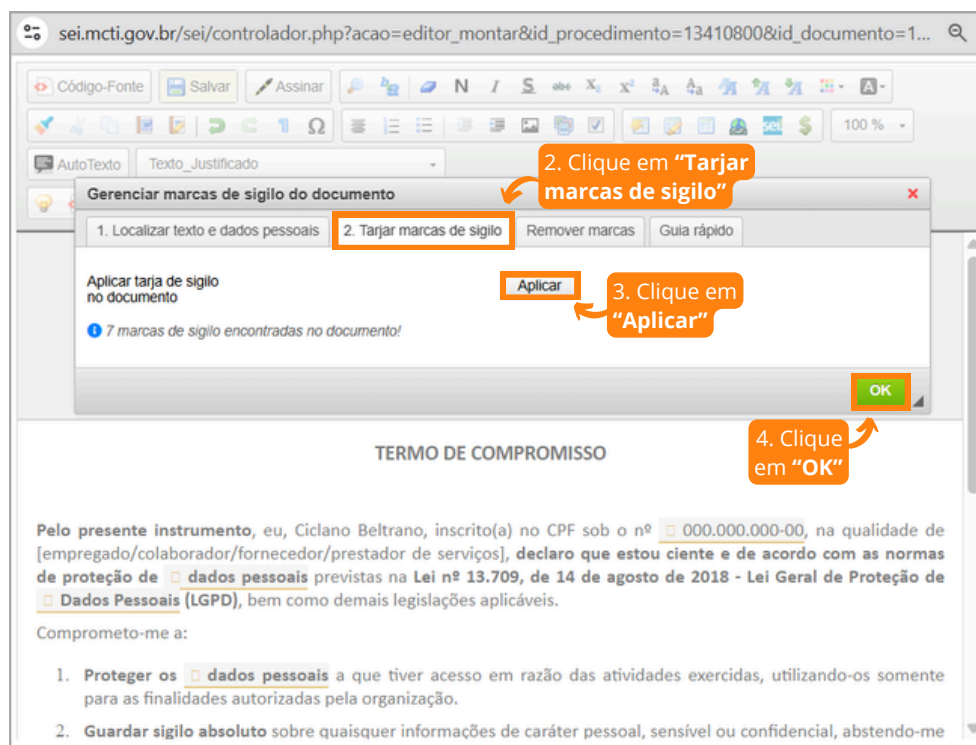 sei.mcti.gov.br/sei/controlador.php?acao=editor_montar&id_procedimento=13410800&id_documento=1...
Código-Fonte Salvar Assinar N I S abc X₂ X² ªA Aa A
Ω sei $ 100 %
AutoTexto Texto_Justificado
2. Clique em “Tarjar
marcas de sigilo”
Gerenciar marcas de sigilo do documento ×
1. Localizar texto e dados pessoais 2. Tarjar marcas de sigilo Remover marcas Guia rápido
Aplicar tarja de sigilo
no documento
Aplicar
3. Clique em
“Aplicar”
7 marcas de sigilo encontradas no documento!
OK
4. Clique
em “OK”
TERMO DE COMPROMISSO
Pelo presente instrumento, eu, Ciclano Beltrano, inscrito(a) no CPF sob o nº 000.000.000-00, na qualidade de
[empregado/colaborador/fornecedor/prestador de serviços], declaro que estou ciente e de acordo com as normas
de proteção de dados pessoais previstas na Lei nº 13.709, de 14 de agosto de 2018 - Lei Geral de Proteção de
Dados Pessoais (LGPD), bem como demais legislações aplicáveis.
Comprometo-me a:
1. Proteger os dados pessoais a que tiver acesso em razão das atividades exercidas, utilizando-os somente
para as finalidades autorizadas pela organização.
2. Guardar sigilo absoluto sobre quaisquer informações de caráter pessoal, sensível ou confidencial, abstendo-me